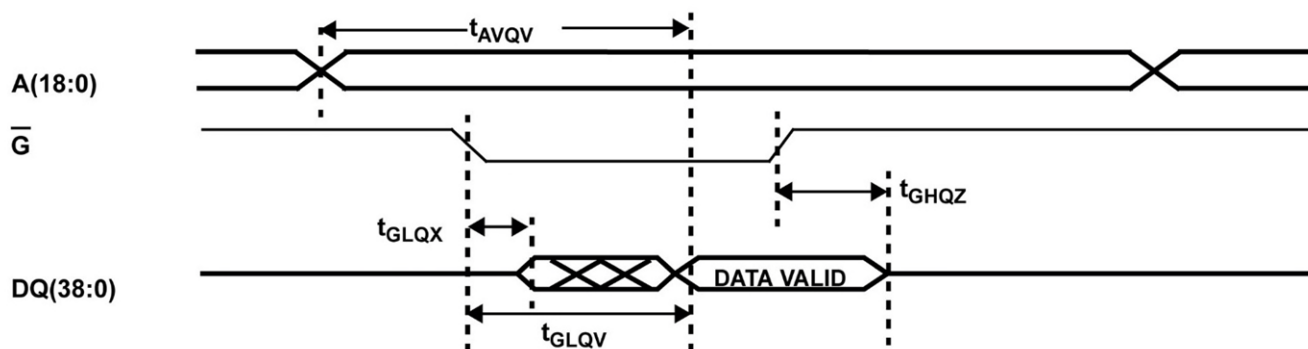 tAVQV
A(18:0)
G̅
tGHQZ
tGLQX
DQ(38:0)
DATA VALID
tGLQV